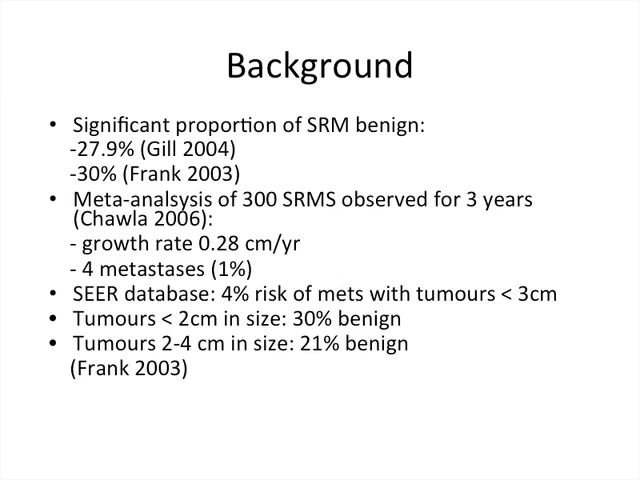 Background
• Significant proportion of SRM benign:
-27.9% (Gill 2004)
-30% (Frank 2003)
• Meta-analsysis of 300 SRMS observed for 3 years
(Chawla 2006):
- growth rate 0.28 cm/yr
- 4 metastases (1%)
• SEER database: 4% risk of mets with tumours < 3cm
• Tumours < 2cm in size: 30% benign
• Tumours 2-4 cm in size: 21% benign
(Frank 2003)